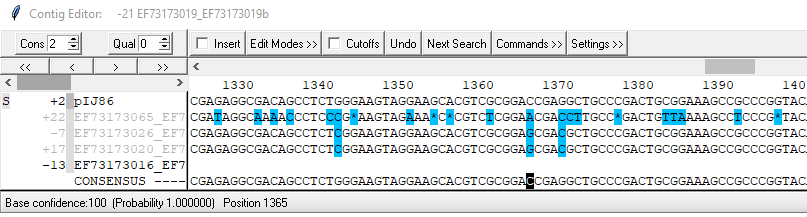 Contig Editor: -21 EF73173019_EF73173019b
Cons 2 Qual 0 Insert Edit Modes >> Cutoffs Undo Next Search Commands >> Settings >>
<< < > >>
< > <
1330 1340 1350 1360 1370 1380 1390 140
S +2 pIJ86 CGAGAGGCGACAGCCTCTGGGAAGTAGGAAGCACGTCGCGGACCGAGGCTGCCCGACTGCGGAAAGCCGCCCGGTAC
+22 EF73173065_EF7 CGATAGGCAAAACCCTCCCG*AAGTAGAAA*C*CGTCTCGGAACGACCTTGCC*GACTGTTAAAGCCTCCCG*TAC
-7 EF73173026_EF7 CGAGAGGCGACAGCCTCTCGGAAGTAGGAAGCACGTCGCGGAGCGACGCTGCCCGACTGCGGAAAGCCGCCCGGTAC
+17 EF73173020_EF7 CGAGAGGCGACAGCCTCTCGGAAGTAGGAAGCACGTCGCGGAGCGACGCTGCCCGACTGCGGAAAGCCGCCCGGTAC
-13 EF73173016_EF7
CONSENSUS ---- CGAGAGGCGACAGCCTCTGGGAAGTAGGAAGCACGTCGCGGACCGAGGCTGCCCGACTGCGGAAAGCCGCCCGGTAC
Base confidence:100 (Probability 1.000000) Position 1365